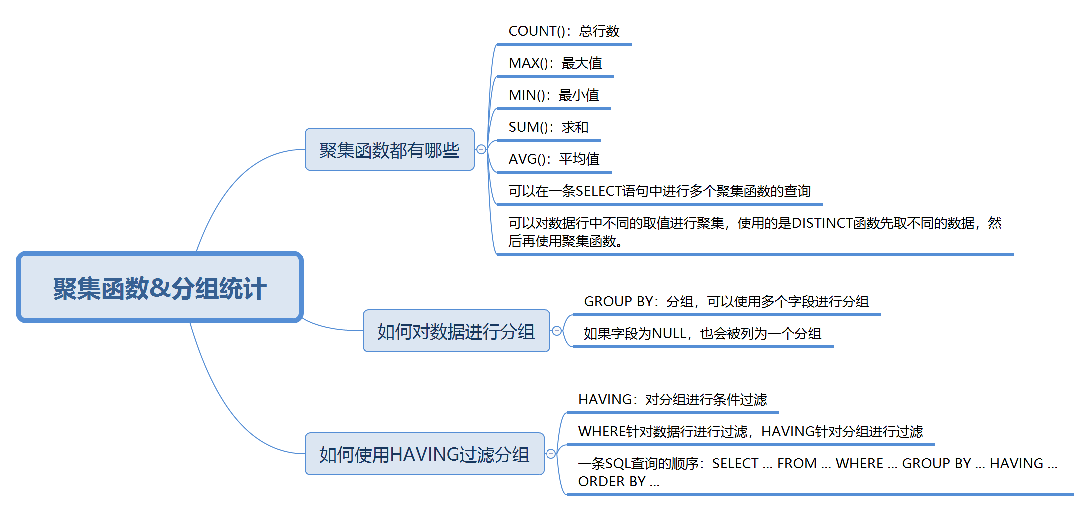 聚集函数&分组统计
聚集函数都有哪些
COUNT()：总行数
MAX()：最大值
MIN()：最小值
SUM()：求和
AVG()：平均值
可以在一条SELECT语句中进行多个聚集函数的查询
可以对数据行中不同的取值进行聚集，使用的是DISTINCT函数先取不同的数据，然
后再使用聚集函数。
如何对数据进行分组
GROUP BY：分组，可以使用多个字段进行分组
如果字段为NULL，也会被列为一个分组
如何使用HAVING过滤分组
HAVING：对分组进行条件过滤
WHERE针对数据行进行过滤，HAVING针对分组进行过滤
一条SQL查询的顺序：SELECT ... FROM ... WHERE ... GROUP BY ... HAVING ...
ORDER BY ...